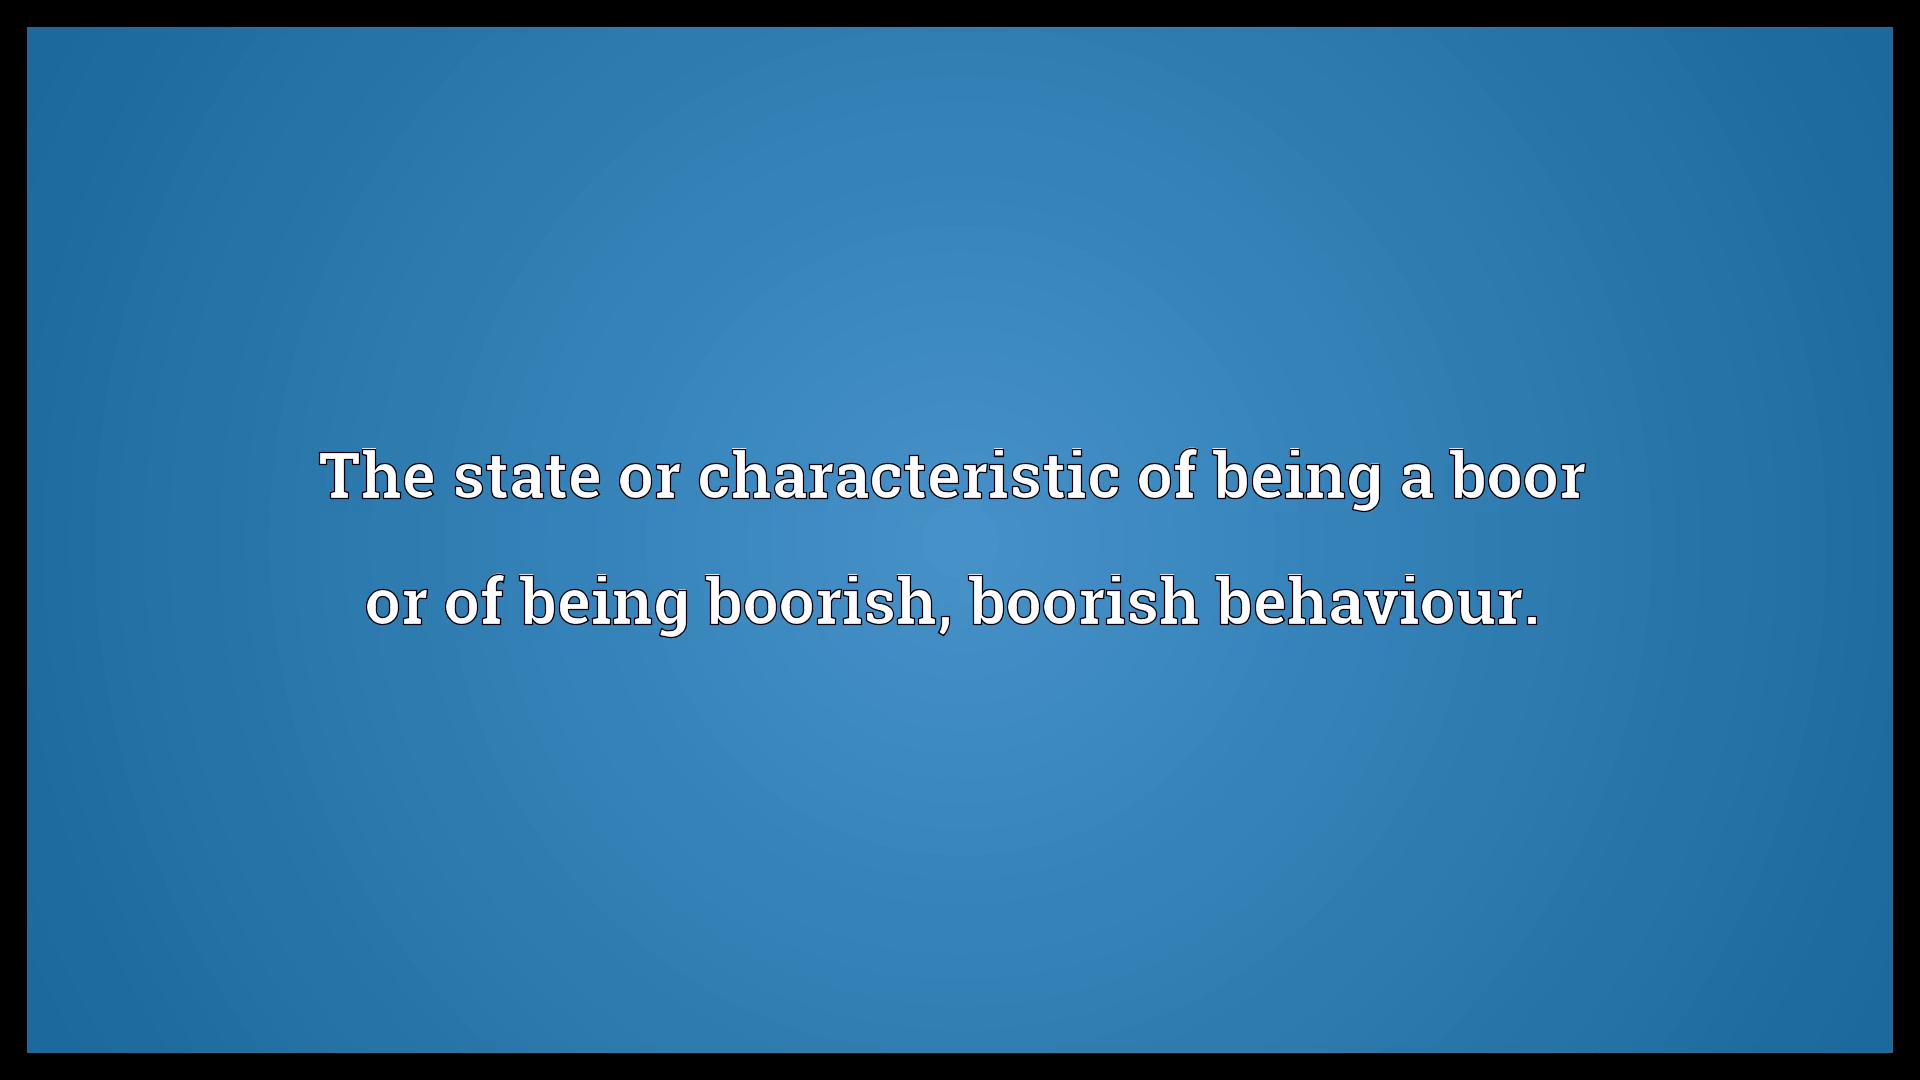 The state or characteristic of being a boor
or of being boorish, boorish behaviour.